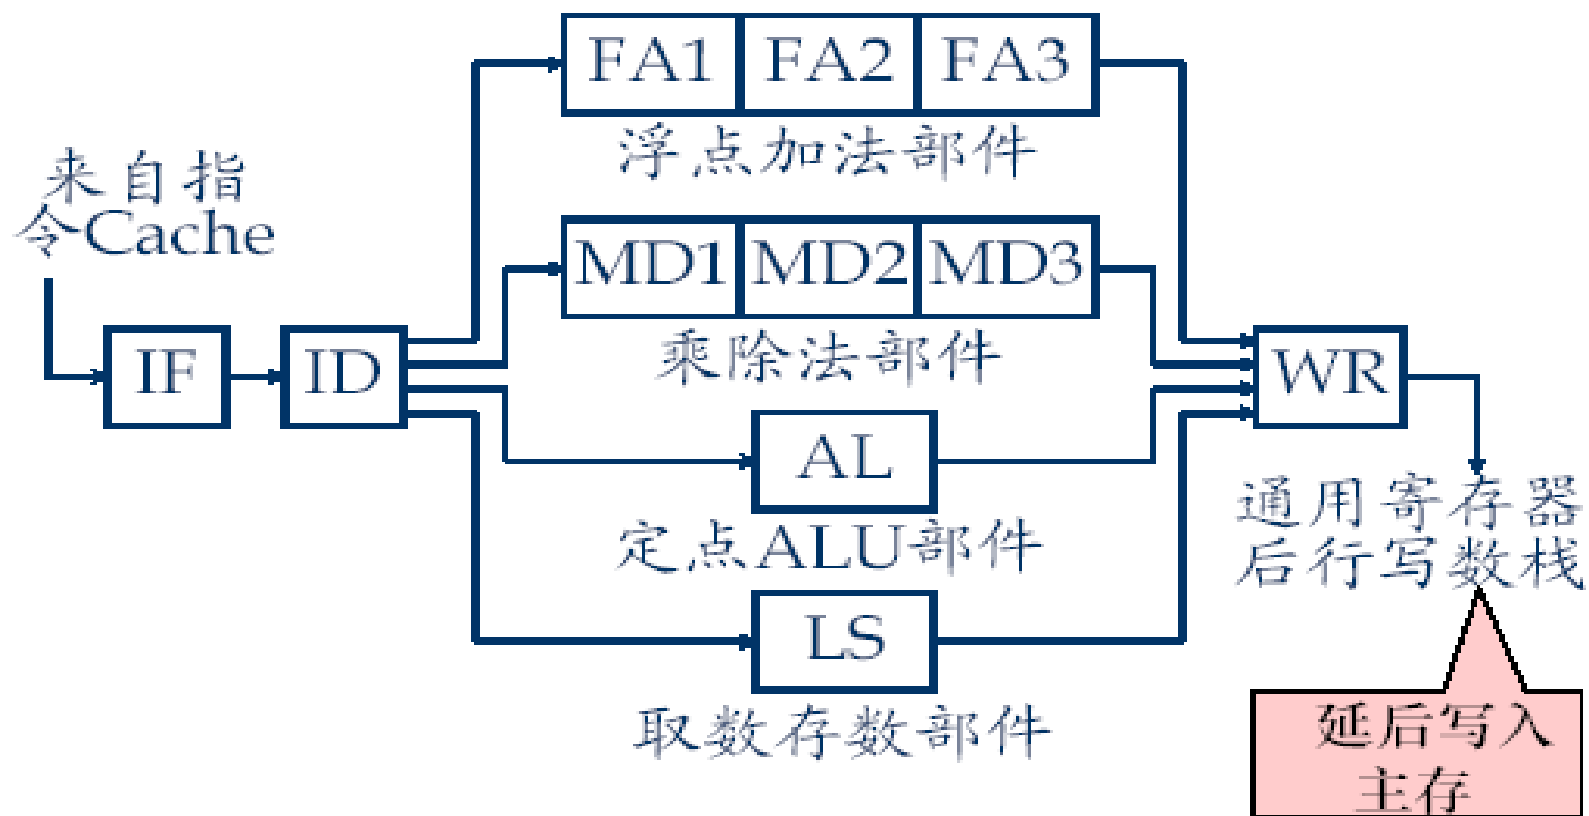 FA1 FA2 FA3
浮点加法部件
来自指
令Cache
MD1 MD2 MD3
乘除法部件
IF
ID
WR
AL
定点ALU部件
通用寄存器
后行写数栈
LS
取数存数部件
延后写入
主存